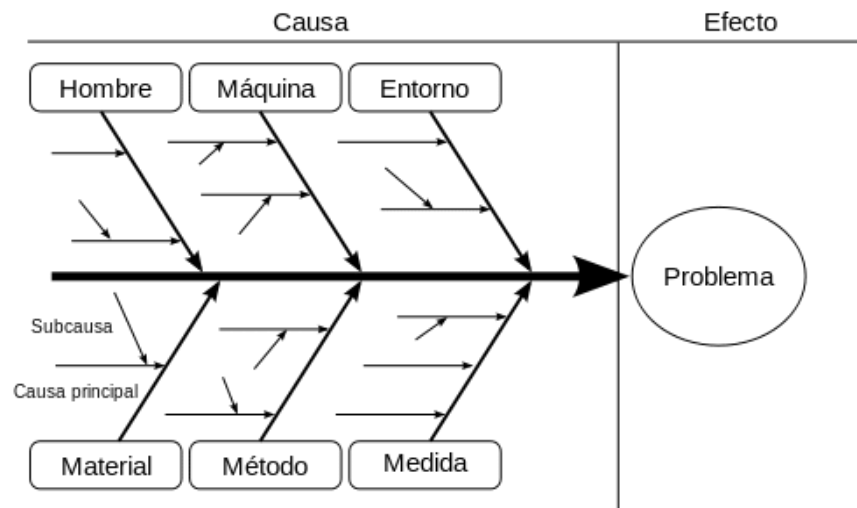 Causa
Efecto
Hombre
Máquina
Entorno
Problema
Subcausa
Causa principal
Material
Método
Medida